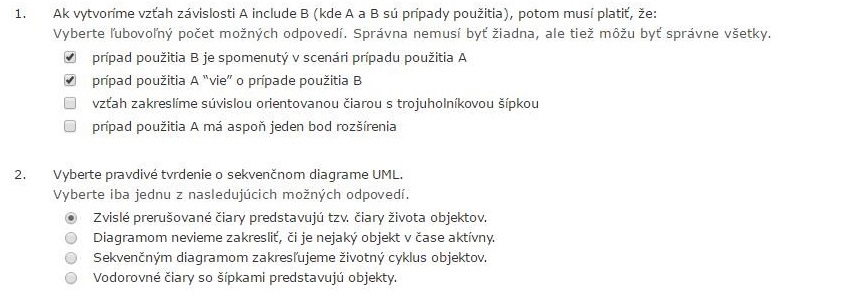 1. Ak vytvoríme vzťah závislosti A include B (kde A a B sú prípady použitia), potom musí platiť, že:
Vyberte ľubovoľný počet možných odpovedí. Správna nemusí byť žiadna, ale tiež môžu byť správne všetky.
prípad použitia B je spomenutý v scenári prípadu použitia A
prípad použitia A “vie” o prípade použitia B
vzťah zakreslíme súvislou orientovanou čiarou s trojuholníkovou šípkou
prípad použitia A má aspoň jeden bod rozšírenia
2. Vyberte pravdivé tvrdenie o sekvenčnom diagrame UML.
Vyberte iba jednu z nasledujúcich možných odpovedí.
Zvislé prerušované čiary predstavujú tzv. čiary života objektov.
Diagramom nevieme zakresliť, či je nejaký objekt v čase aktívny.
Sekvenčným diagramom zakresľujeme životný cyklus objektov.
Vodorovné čiary so šípkami predstavujú objekty.